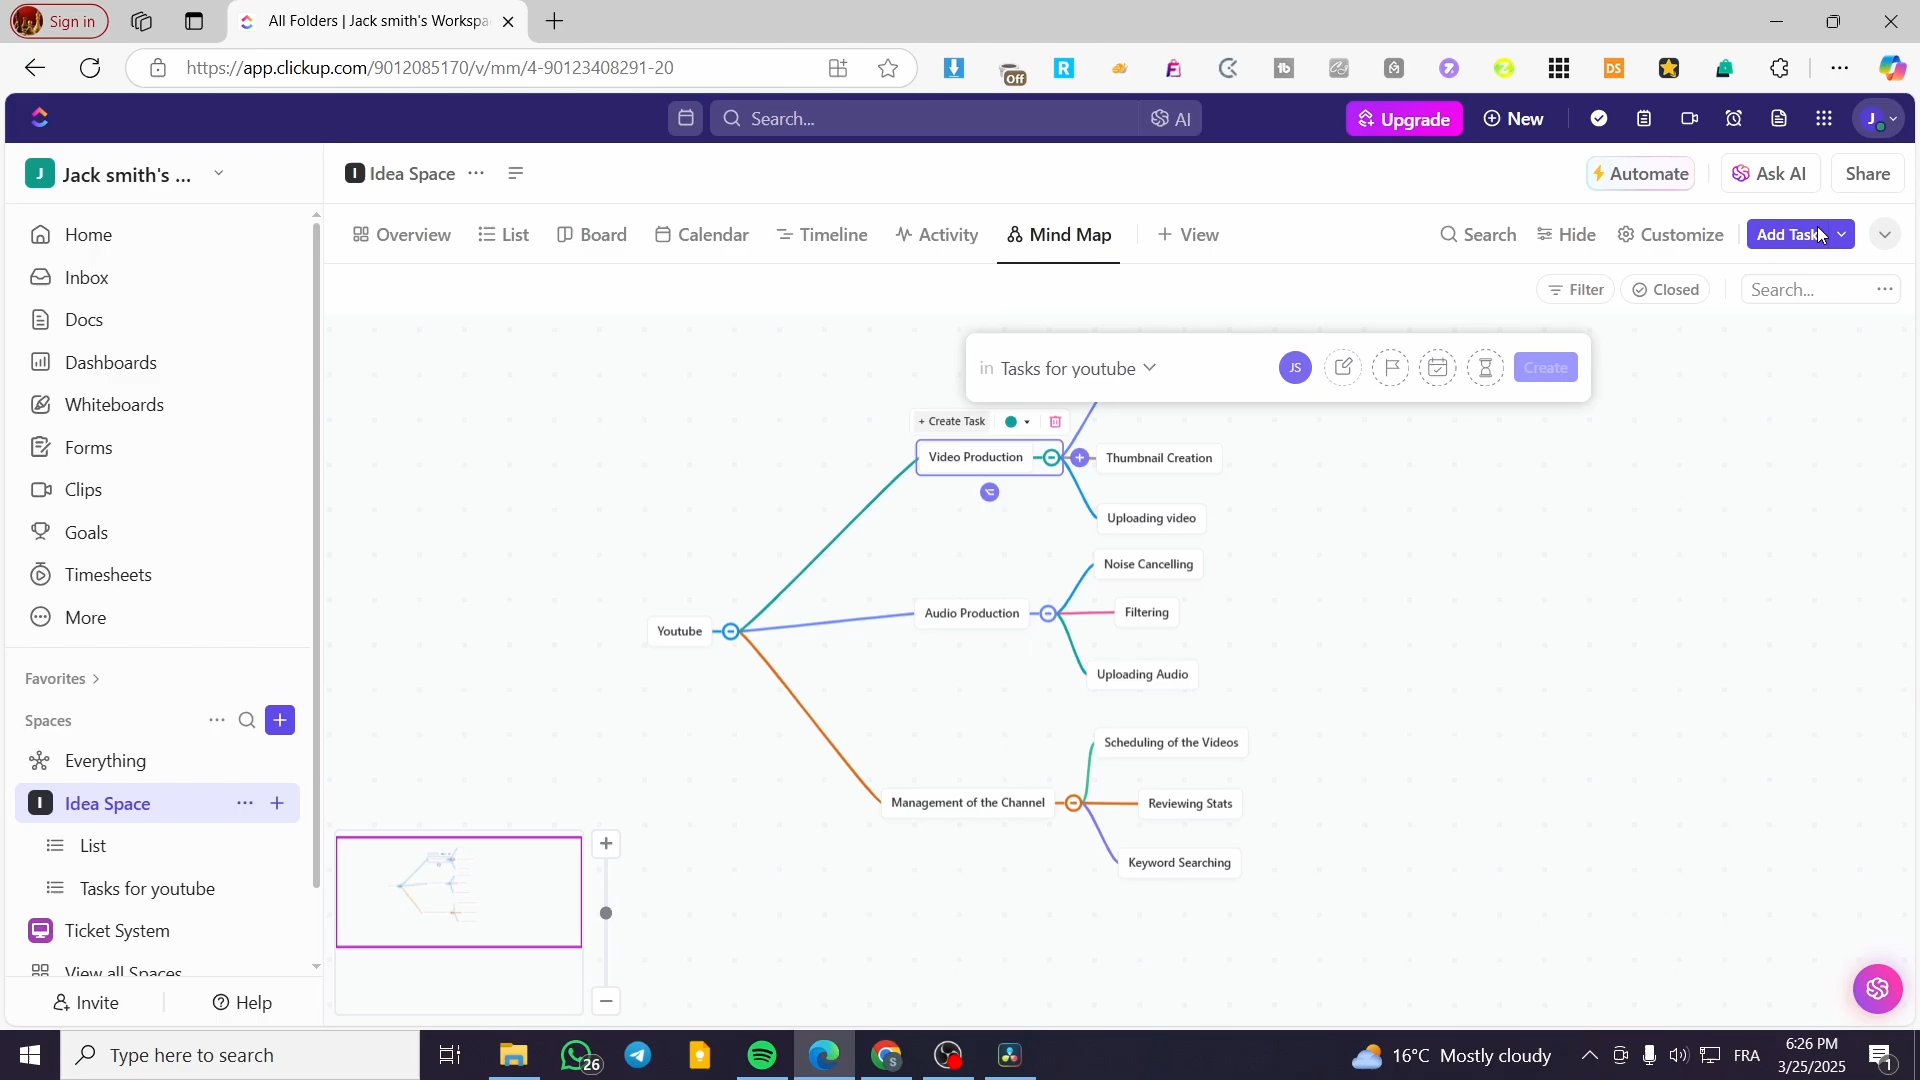 Sign in
All Folders | Jack smith's Workspa
https://app.clickup.com/9012085170/v/mm/4-90123408291-20
Off
R
tb
DS
Search...
AI
Upgrade
New
J
J
Jack smith's ...
I
Idea Space
Automate
Ask AI
Share
Home
Inbox
Docs
Dashboards
Whiteboards
Forms
Clips
Goals
Timesheets
More
Favorites
Spaces
Everything
I
Idea Space
List
Tasks for youtube
Ticket System
View all Spaces
Invite
Help
Overview
List
Board
Calendar
Timeline
Activity
Mind Map
View
Search
Hide
Customize
Add Task
Filter
Closed
Search...
in Tasks for youtube
JS
Create
+ Create Task
Video Production
Thumbnail Creation
Uploading video
Noise Cancelling
Youtube
Audio Production
Filtering
Uploading Audio
Scheduling of the Videos
Management of the Channel
Reviewing Stats
Keyword Searching
Type here to search
26
S
16°C Mostly cloudy
FRA
6:26 PM
3/25/2025
1